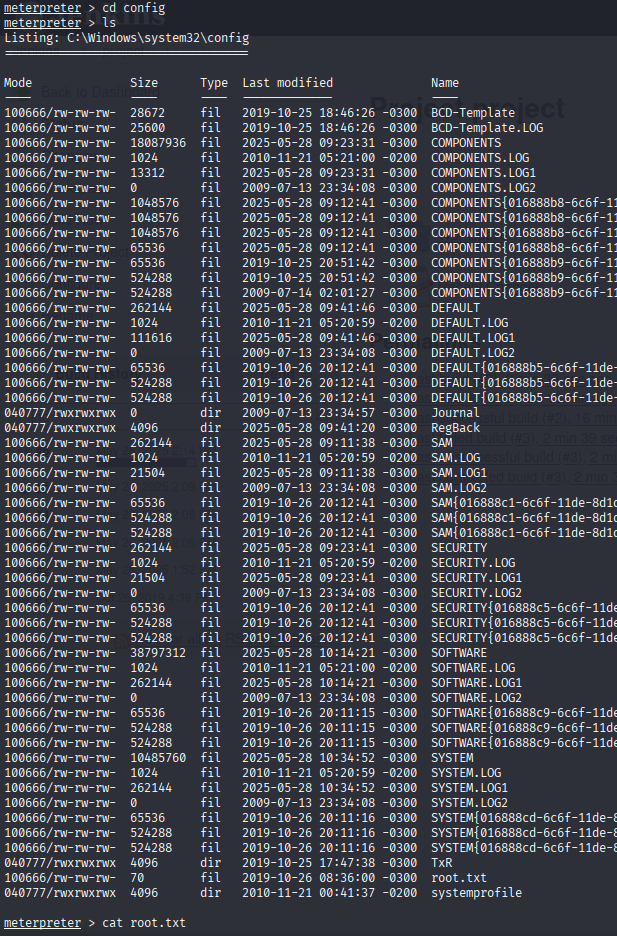 meterpreter > cd config
meterpreter > ls
Listing: C:\Windows\system32\config
===================================
Mode Size Type Last modified Name
---- ---- ---- ------------- ----
100666/rw-rw-rw- 28672 fil 2019-10-25 18:46:26 -0300 BCD-Template
100666/rw-rw-rw- 25600 fil 2019-10-25 18:46:26 -0300 BCD-Template.LOG
100666/rw-rw-rw- 18087936 fil 2025-05-28 09:23:31 -0300 COMPONENTS
100666/rw-rw-rw- 1024 fil 2010-11-21 05:21:00 -0200 COMPONENTS.LOG
100666/rw-rw-rw- 13312 fil 2025-05-28 09:23:31 -0300 COMPONENTS.LOG1
100666/rw-rw-rw- 0 fil 2009-07-13 23:34:08 -0300 COMPONENTS.LOG2
100666/rw-rw-rw- 1048576 fil 2025-05-28 09:12:41 -0300 COMPONENTS{016888b8-6c6f-11
100666/rw-rw-rw- 1048576 fil 2025-05-28 09:12:41 -0300 COMPONENTS{016888b8-6c6f-11
100666/rw-rw-rw- 1048576 fil 2025-05-28 09:12:41 -0300 COMPONENTS{016888b8-6c6f-11
100666/rw-rw-rw- 65536 fil 2025-05-28 09:12:41 -0300 COMPONENTS{016888b8-6c6f-11
100666/rw-rw-rw- 65536 fil 2019-10-25 20:51:42 -0300 COMPONENTS{016888b9-6c6f-11
100666/rw-rw-rw- 524288 fil 2019-10-25 20:51:42 -0300 COMPONENTS{016888b9-6c6f-11
100666/rw-rw-rw- 524288 fil 2009-07-14 02:01:27 -0300 COMPONENTS{016888b9-6c6f-11
100666/rw-rw-rw- 262144 fil 2025-05-28 09:41:46 -0300 DEFAULT
100666/rw-rw-rw- 1024 fil 2010-11-21 05:20:59 -0200 DEFAULT.LOG
100666/rw-rw-rw- 111616 fil 2025-05-28 09:41:46 -0300 DEFAULT.LOG1
100666/rw-rw-rw- 0 fil 2009-07-13 23:34:08 -0300 DEFAULT.LOG2
100666/rw-rw-rw- 65536 fil 2019-10-26 20:12:41 -0300 DEFAULT{016888b5-6c6f-11de-
100666/rw-rw-rw- 524288 fil 2019-10-26 20:12:41 -0300 DEFAULT{016888b5-6c6f-11de-
100666/rw-rw-rw- 524288 fil 2019-10-26 20:12:41 -0300 DEFAULT{016888b5-6c6f-11de-
040777/rwxrwxrwx 0 dir 2009-07-13 23:34:57 -0300 Journal
040777/rwxrwxrwx 4096 dir 2025-05-28 09:41:20 -0300 RegBack
100666/rw-rw-rw- 262144 fil 2025-05-28 09:11:38 -0300 SAM
100666/rw-rw-rw- 1024 fil 2010-11-21 05:20:59 -0200 SAM.LOG
100666/rw-rw-rw- 21504 fil 2025-05-28 09:11:38 -0300 SAM.LOG1
100666/rw-rw-rw- 0 fil 2009-07-13 23:34:08 -0300 SAM.LOG2
100666/rw-rw-rw- 65536 fil 2019-10-26 20:12:41 -0300 SAM{016888c1-6c6f-11de-8d1d
100666/rw-rw-rw- 524288 fil 2019-10-26 20:12:41 -0300 SAM{016888c1-6c6f-11de-8d1d
100666/rw-rw-rw- 524288 fil 2019-10-26 20:12:41 -0300 SAM{016888c1-6c6f-11de-8d1d
100666/rw-rw-rw- 262144 fil 2025-05-28 09:23:41 -0300 SECURITY
100666/rw-rw-rw- 1024 fil 2010-11-21 05:20:59 -0200 SECURITY.LOG
100666/rw-rw-rw- 21504 fil 2025-05-28 09:23:41 -0300 SECURITY.LOG1
100666/rw-rw-rw- 0 fil 2009-07-13 23:34:08 -0300 SECURITY.LOG2
100666/rw-rw-rw- 65536 fil 2019-10-26 20:12:41 -0300 SECURITY{016888c5-6c6f-11de
100666/rw-rw-rw- 524288 fil 2019-10-26 20:12:41 -0300 SECURITY{016888c5-6c6f-11de
100666/rw-rw-rw- 524288 fil 2019-10-26 20:12:41 -0300 SECURITY{016888c5-6c6f-11de
100666/rw-rw-rw- 38797312 fil 2025-05-28 10:14:21 -0300 SOFTWARE
100666/rw-rw-rw- 1024 fil 2010-11-21 05:21:00 -0200 SOFTWARE.LOG
100666/rw-rw-rw- 262144 fil 2025-05-28 10:14:21 -0300 SOFTWARE.LOG1
100666/rw-rw-rw- 0 fil 2009-07-13 23:34:08 -0300 SOFTWARE.LOG2
100666/rw-rw-rw- 65536 fil 2019-10-26 20:11:15 -0300 SOFTWARE{016888c9-6c6f-11de
100666/rw-rw-rw- 524288 fil 2019-10-26 20:11:15 -0300 SOFTWARE{016888c9-6c6f-11de
100666/rw-rw-rw- 524288 fil 2019-10-26 20:11:15 -0300 SOFTWARE{016888c9-6c6f-11de
100666/rw-rw-rw- 10485760 fil 2025-05-28 10:34:52 -0300 SYSTEM
100666/rw-rw-rw- 1024 fil 2010-11-21 05:20:59 -0200 SYSTEM.LOG
100666/rw-rw-rw- 262144 fil 2025-05-28 10:34:52 -0300 SYSTEM.LOG1
100666/rw-rw-rw- 0 fil 2009-07-13 23:34:08 -0300 SYSTEM.LOG2
100666/rw-rw-rw- 65536 fil 2019-10-26 20:11:16 -0300 SYSTEM{016888cd-6c6f-11de-8
100666/rw-rw-rw- 524288 fil 2019-10-26 20:11:16 -0300 SYSTEM{016888cd-6c6f-11de-8
100666/rw-rw-rw- 524288 fil 2019-10-26 20:11:16 -0300 SYSTEM{016888cd-6c6f-11de-8
040777/rwxrwxrwx 4096 dir 2019-10-25 17:47:38 -0300 TxR
100666/rw-rw-rw- 70 fil 2019-10-26 08:36:00 -0300 root.txt
040777/rwxrwxrwx 4096 dir 2010-11-21 00:41:37 -0200 systemprofile
meterpreter > cat root.txt